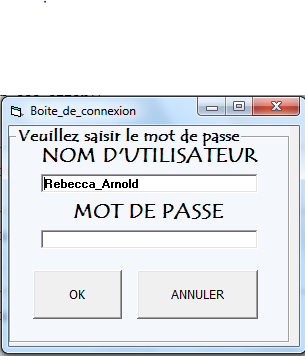 Boite_de_connexion
Veuillez saisir le mot de passe
NOM D'UTILISATEUR
Rebecca_Arnold
MOT DE PASSE
OK
ANNULER